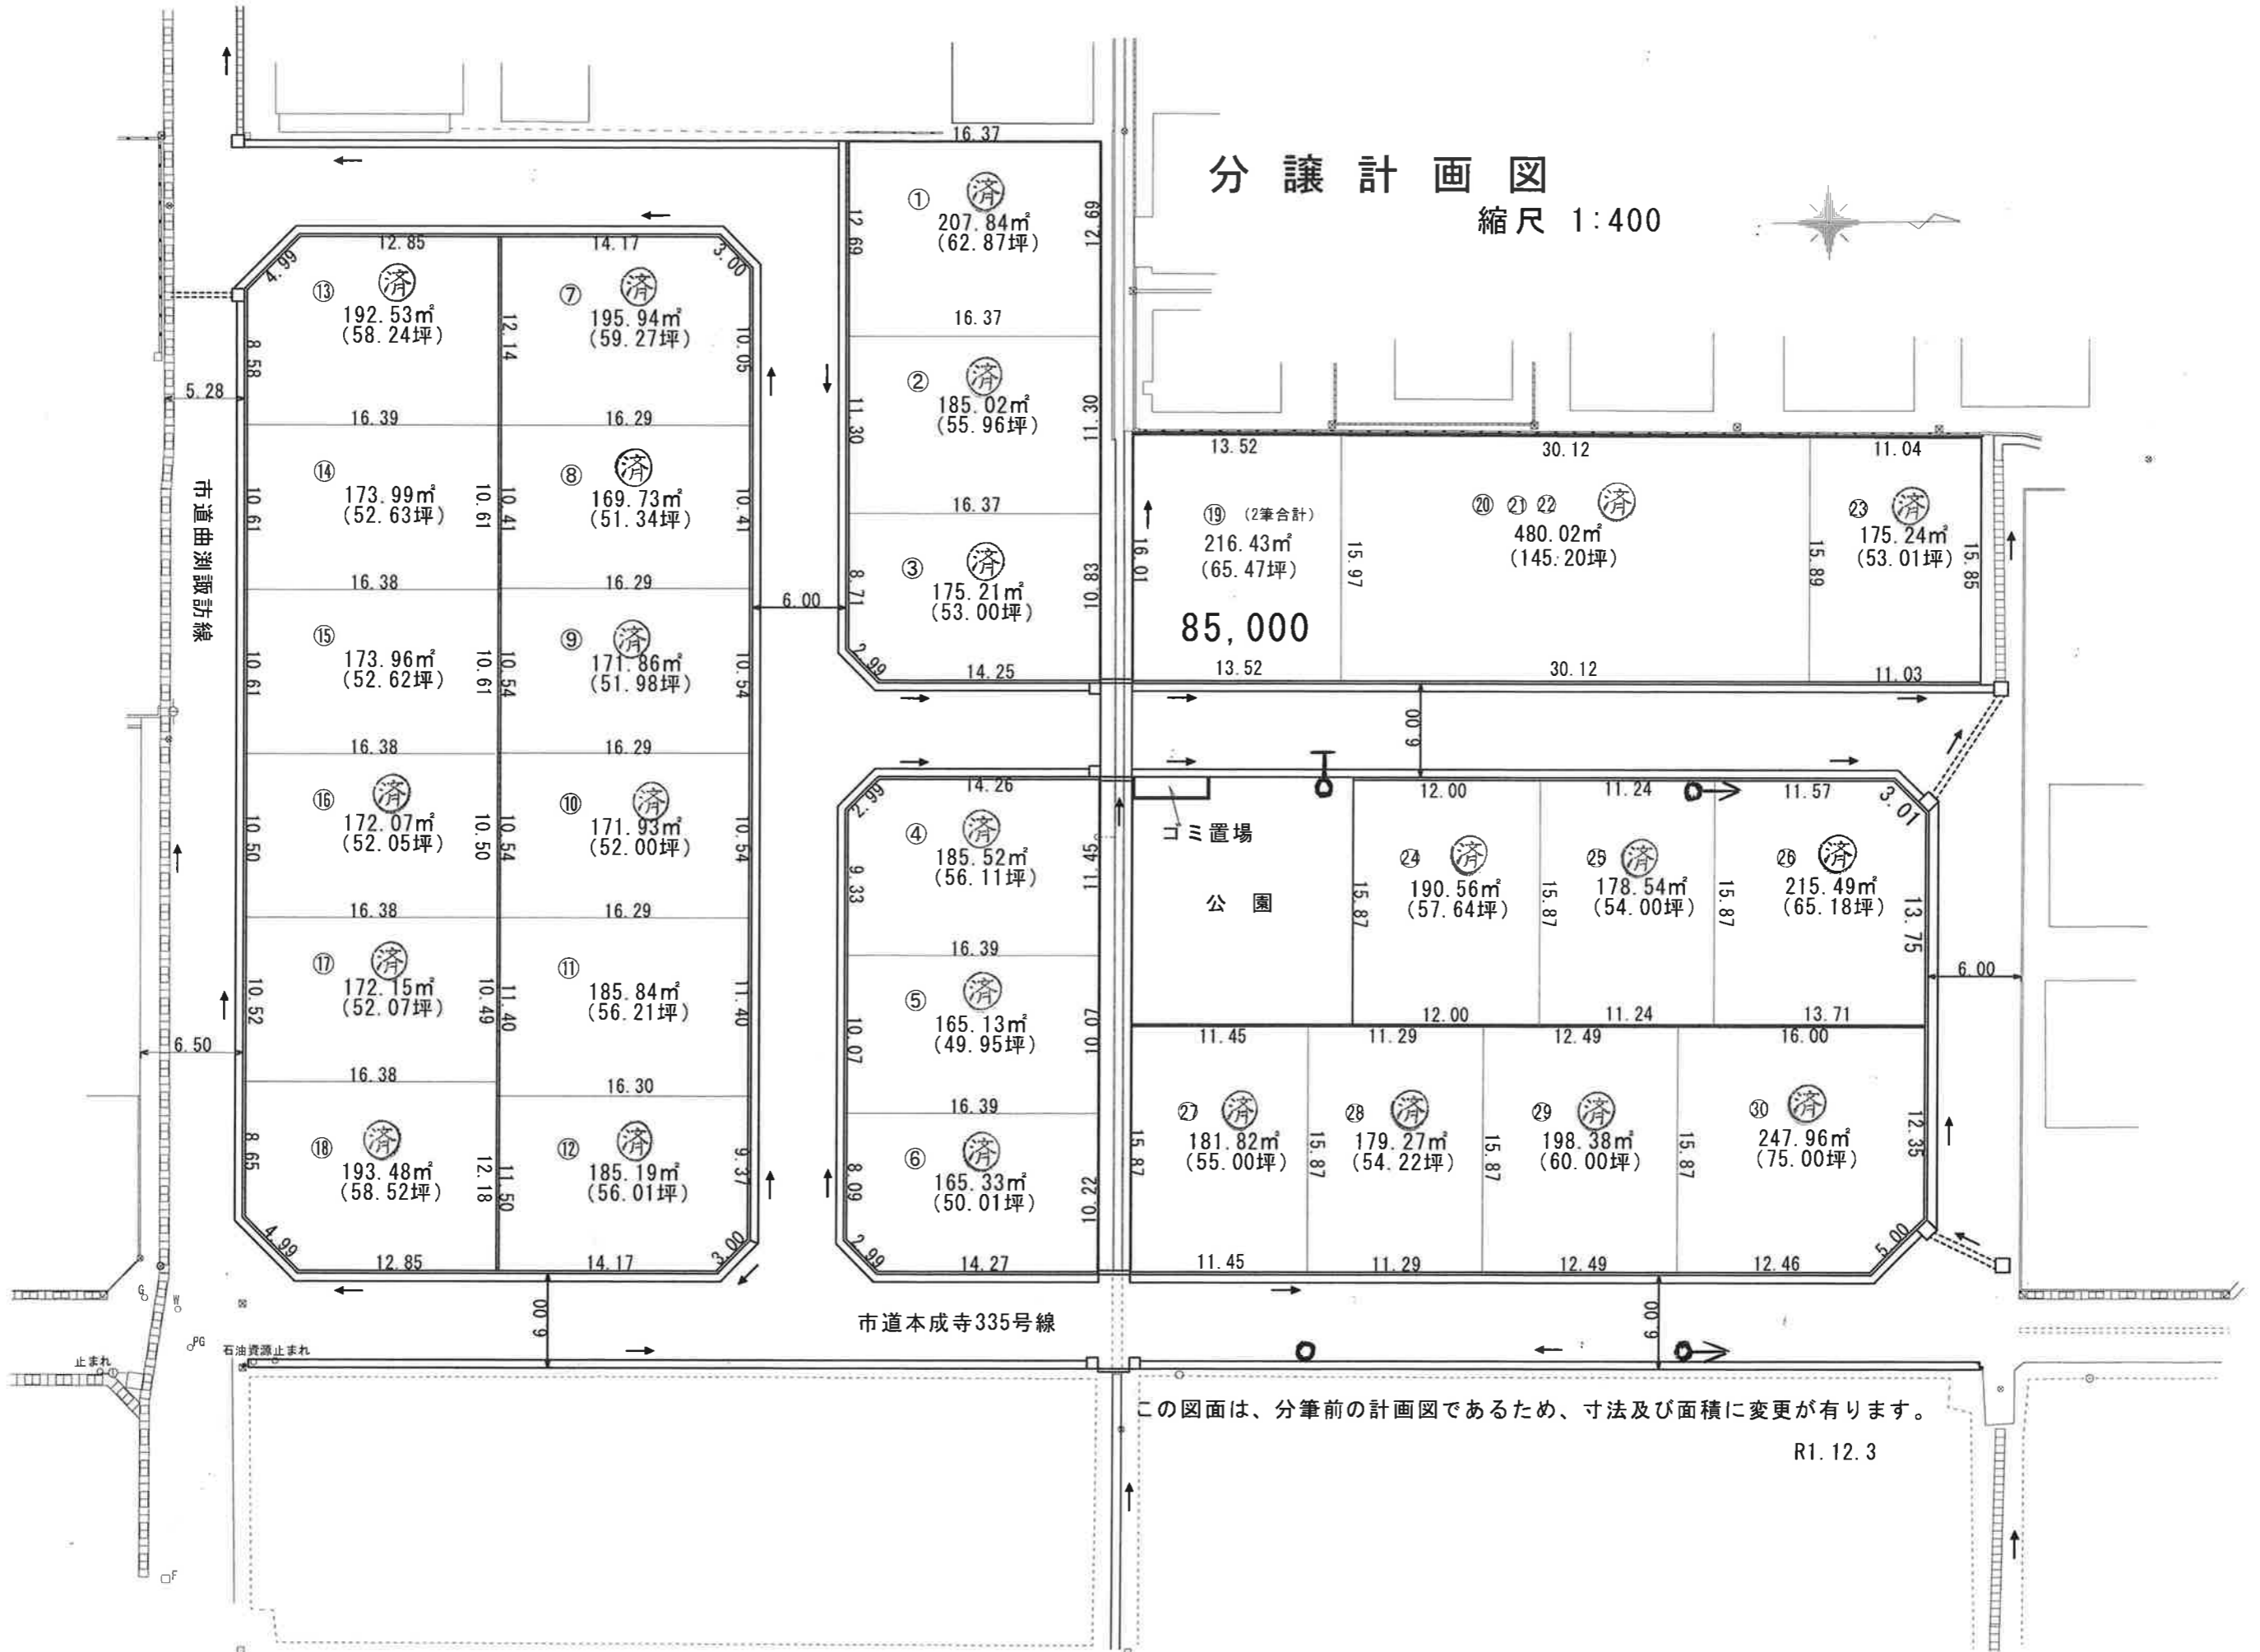 分譲計画図
縮尺 1:400
16.37
① 済
207.84㎡
(62.87坪)
12.69
12.69
16.37
② 済
185.02㎡
(55.96坪)
11.30
11.30
16.37
③ 済
175.21㎡
(53.00坪)
8.71
10.83
2.99
14.25
12.85
4.99
⑬ 済
192.53㎡
(58.24坪)
8.58
12.14
16.39
14.17
3.00
⑦ 済
195.94㎡
(59.27坪)
10.05
16.29
5.28
市道曲渕諏訪線
⑭
173.99㎡
(52.63坪)
10.61
10.61
16.38
⑧ 済
169.73㎡
(51.34坪)
10.41
10.41
16.29
⑮
173.96㎡
(52.62坪)
10.61
10.61
16.38
⑨ 済
171.86㎡
(51.98坪)
10.54
10.54
16.29
6.00
⑯ 済
172.07㎡
(52.05坪)
10.50
10.50
16.38
⑩ 済
171.93㎡
(52.00坪)
10.54
10.54
16.29
⑰ 済
172.15㎡
(52.07坪)
10.52
10.49
16.38
⑪
185.84㎡
(56.21坪)
11.40
11.40
16.30
6.50
⑱ 済
193.48㎡
(58.52坪)
8.65
12.18
4.99
12.85
⑫ 済
185.19㎡
(56.01坪)
11.50
9.37
3.00
14.17
14.26
2.99
④ 済
185.52㎡
(56.11坪)
9.33
11.45
16.39
⑤ 済
165.13㎡
(49.95坪)
10.07
10.07
16.39
⑥ 済
165.33㎡
(50.01坪)
8.09
10.22
2.99
14.27
13.52
⑲ (2筆合計)
216.43㎡
(65.47坪)
85,000
16.01
15.97
13.52
30.12
⑳ ㉑ ㉒ 済
480.02㎡
(145.20坪)
15.89
30.12
11.04
㉓ 済
175.24㎡
(53.01坪)
15.85
11.03
6.00
ゴミ置場
公園
12.00
㉔ 済
190.56㎡
(57.64坪)
15.87
15.87
12.00
11.24
㉕ 済
178.54㎡
(54.00坪)
15.87
11.24
11.57
3.01
㉖ 済
215.49㎡
(65.18坪)
13.75
13.71
6.00
11.45
㉗ 済
181.82㎡
(55.00坪)
15.87
15.87
11.45
11.29
㉘ 済
179.27㎡
(54.22坪)
15.87
11.29
12.49
㉙ 済
198.38㎡
(60.00坪)
15.87
12.49
16.00
㉚ 済
247.96㎡
(75.00坪)
12.35
5.00
12.46
6.00
市道本成寺335号線
6.00
G
W
PG
石油資源止まれ
止まれ
F
この図面は、分筆前の計画図であるため、寸法及び面積に変更が有ります。
R1.12.3